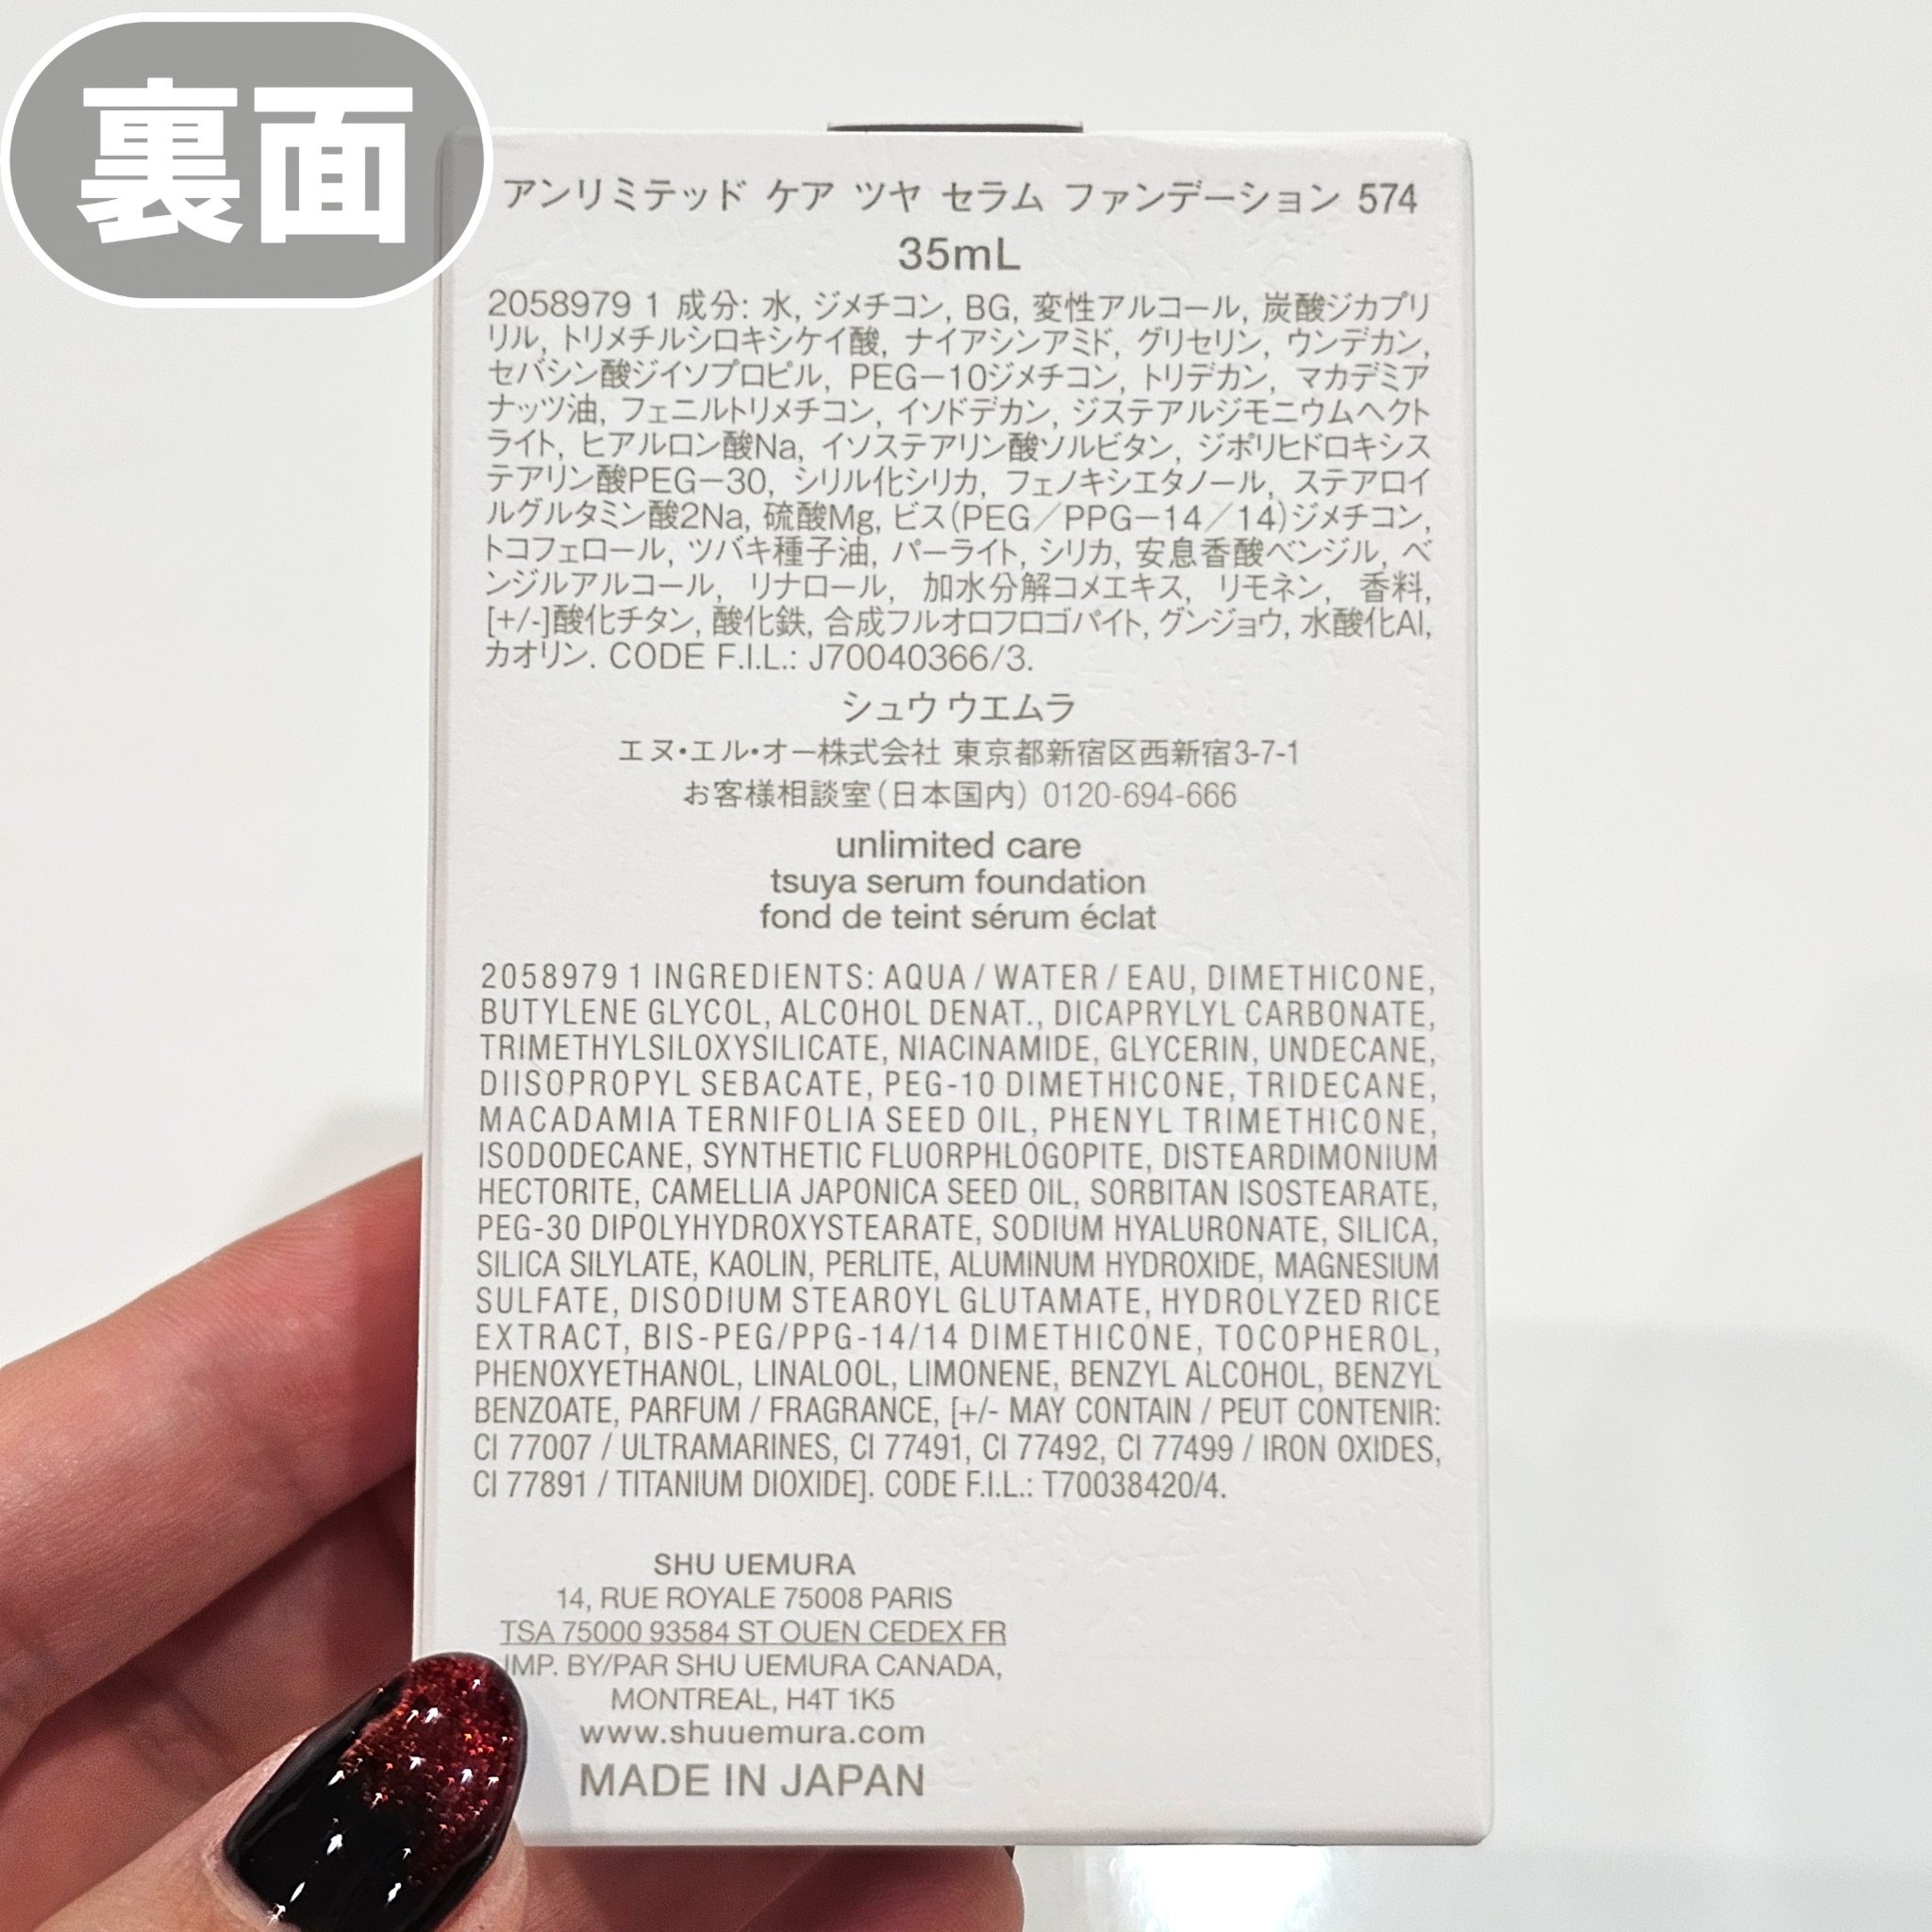 裏面
アンリミテッド ケア ツヤ セラム ファンデーション 574
35mL
2058979 1 成分: 水, ジメチコン, BG, 変性アルコール, 炭酸ジカプリ
リル, トリメチルシロキシケイ酸, ナイアシンアミド, グリセリン, ウンデカン,
セバシン酸ジイソプロピル, PEG－10ジメチコン, トリデカン, マカデミア
ナッツ油, フェニルトリメチコン, イソドデカン, ジステアルジモニウムヘクト
ライト, ヒアルロン酸Na, イソステアリン酸ソルビタン, ジポリヒドロキシス
テアリン酸PEG－30, シリル化シリカ, フェノキシエタノール, ステアロイ
ルグルタミン酸2Na, 硫酸Mg, ビス(PEG／PPG－14／14)ジメチコン,
トコフェロール, ツバキ種子油, パーライト, シリカ, 安息香酸ベンジル, ベ
ンジルアルコール, リナロール, 加水分解コメエキス, リモネン, 香料,
[+/-]酸化チタン, 酸化鉄, 合成フルオロフロゴパイト, グンジョウ, 水酸化Al,
カオリン. CODE F.I.L.: J70040366/3.
シュウ ウエムラ
エヌ・エル・オー株式会社 東京都新宿区西新宿3-7-1
お客様相談室(日本国内) 0120-694-666
unlimited care
tsuya serum foundation
fond de teint sérum éclat
2058979 1 INGREDIENTS: AQUA / WATER / EAU, DIMETHICONE,
BUTYLENE GLYCOL, ALCOHOL DENAT., DICAPRYLYL CARBONATE,
TRIMETHYLSILOXYSILICATE, NIACINAMIDE, GLYCERIN, UNDECANE,
DIISOPROPYL SEBACATE, PEG-10 DIMETHICONE, TRIDECANE,
MACADAMIA TERNIFOLIA SEED OIL, PHENYL TRIMETHICONE,
ISODODECANE, SYNTHETIC FLUORPHLOGOPITE, DISTEARDIMONIUM
HECTORITE, CAMELLIA JAPONICA SEED OIL, SORBITAN ISOSTEARATE,
PEG-30 DIPOLYHYDROXYSTEARATE, SODIUM HYALURONATE, SILICA,
SILICA SILYLATE, KAOLIN, PERLITE, ALUMINUM HYDROXIDE, MAGNESIUM
SULFATE, DISODIUM STEAROYL GLUTAMATE, HYDROLYZED RICE
EXTRACT, BIS-PEG/PPG-14/14 DIMETHICONE, TOCOPHEROL,
PHENOXYETHANOL, LINALOOL, LIMONENE, BENZYL ALCOHOL, BENZYL
BENZOATE, PARFUM / FRAGRANCE, [+/- MAY CONTAIN / PEUT CONTENIR:
CI 77007 / ULTRAMARINES, CI 77491, CI 77492, CI 77499 / IRON OXIDES,
CI 77891 / TITANIUM DIOXIDE]. CODE F.I.L.: T70038420/4.
SHU UEMURA
14, RUE ROYALE 75008 PARIS
TSA 75000 93584 ST OUEN CEDEX FR
IMP. BY/PAR SHU UEMURA CANADA,
MONTREAL, H4T 1K5
www.shuuemura.com
MADE IN JAPAN